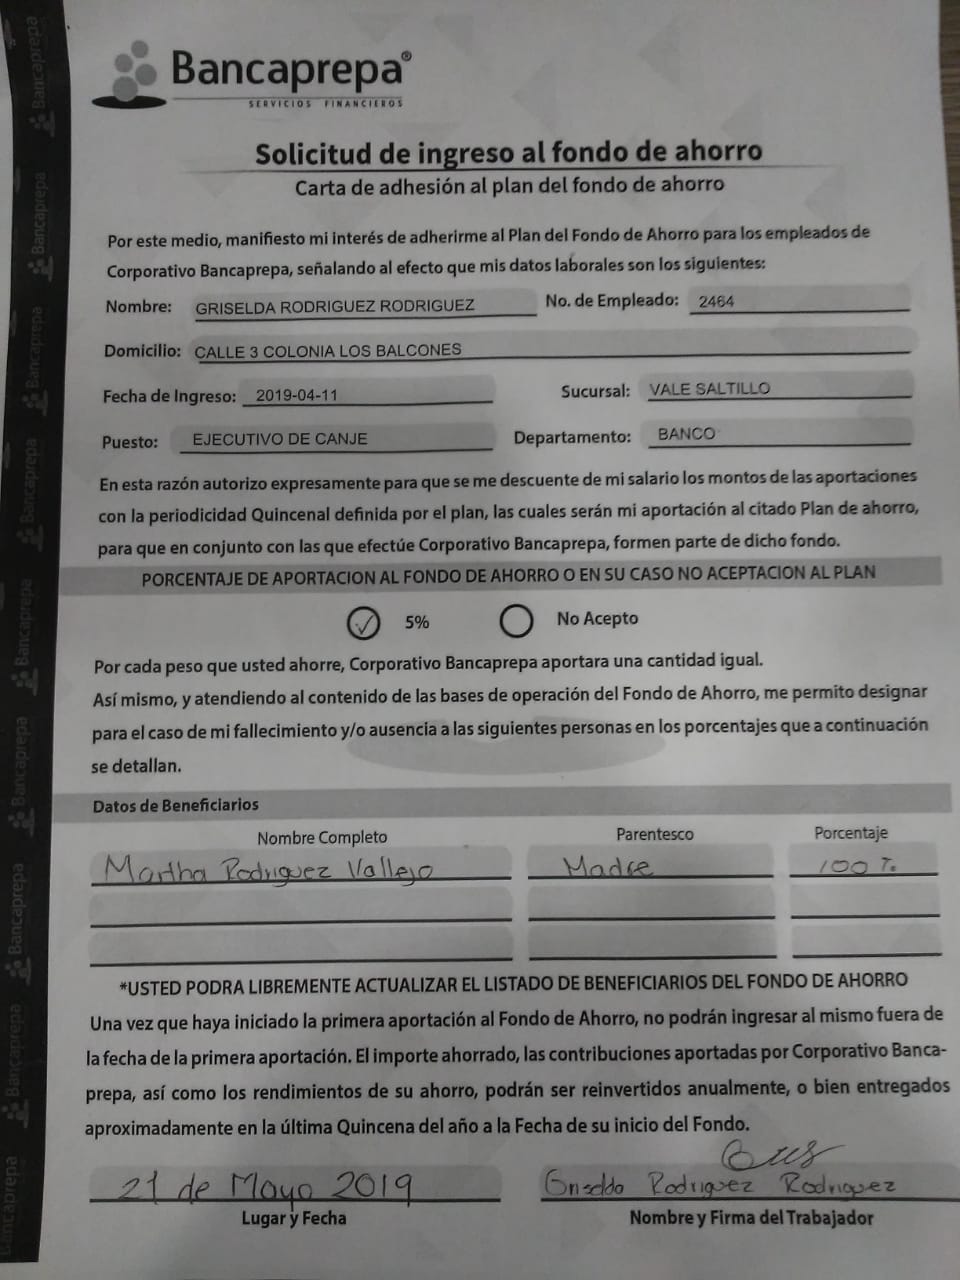 Bancaprepa®
SERVICIOS FINANCIEROS
Solicitud de ingreso al fondo de ahorro
Carta de adhesión al plan del fondo de ahorro
Por este medio, manifiesto mi interés de adherirme al Plan del Fondo de Ahorro para los empleados de
Corporativo Bancaprepa, señalando al efecto que mis datos laborales son los siguientes:
Nombre: GRISELDA RODRIGUEZ RODRIGUEZ No. de Empleado: 2464
Domicilio: CALLE 3 COLONIA LOS BALCONES
Fecha de Ingreso: 2019-04-11 Sucursal: VALE SALTILLO
Puesto: EJECUTIVO DE CANJE Departamento: BANCO
En esta razón autorizo expresamente para que se me descuente de mi salario los montos de las aportaciones
con la periodicidad Quincenal definida por el plan, las cuales serán mi aportación al citado Plan de ahorro,
para que en conjunto con las que efectúe Corporativo Bancaprepa, formen parte de dicho fondo.
PORCENTAJE DE APORTACION AL FONDO DE AHORRO O EN SU CASO NO ACEPTACION AL PLAN
5% No Acepto
Por cada peso que usted ahorre, Corporativo Bancaprepa aportara una cantidad igual.
Así mismo, y atendiendo al contenido de las bases de operación del Fondo de Ahorro, me permito designar
para el caso de mi fallecimiento y/o ausencia a las siguientes personas en los porcentajes que a continuación
se detallan.
Datos de Beneficiarios
Nombre Completo Parentesco Porcentaje
Martha Rodriguez Vallejo Madre 100 %
*USTED PODRA LIBREMENTE ACTUALIZAR EL LISTADO DE BENEFICIARIOS DEL FONDO DE AHORRO
Una vez que haya iniciado la primera aportación al Fondo de Ahorro, no podrán ingresar al mismo fuera de
la fecha de la primera aportación. El importe ahorrado, las contribuciones aportadas por Corporativo Banca-
prepa, así como los rendimientos de su ahorro, podrán ser reinvertidos anualmente, o bien entregados
aproximadamente en la última Quincena del año a la Fecha de su inicio del Fondo.
21 de Mayo 2019 Griselda Rodriguez Rodriguez
Lugar y Fecha Nombre y Firma del Trabajador
Bancaprepa
Bancaprepa
Bancaprepa
Bancaprepa
Bancaprepa
Bancaprepa
Bancaprepa
Bancaprepa